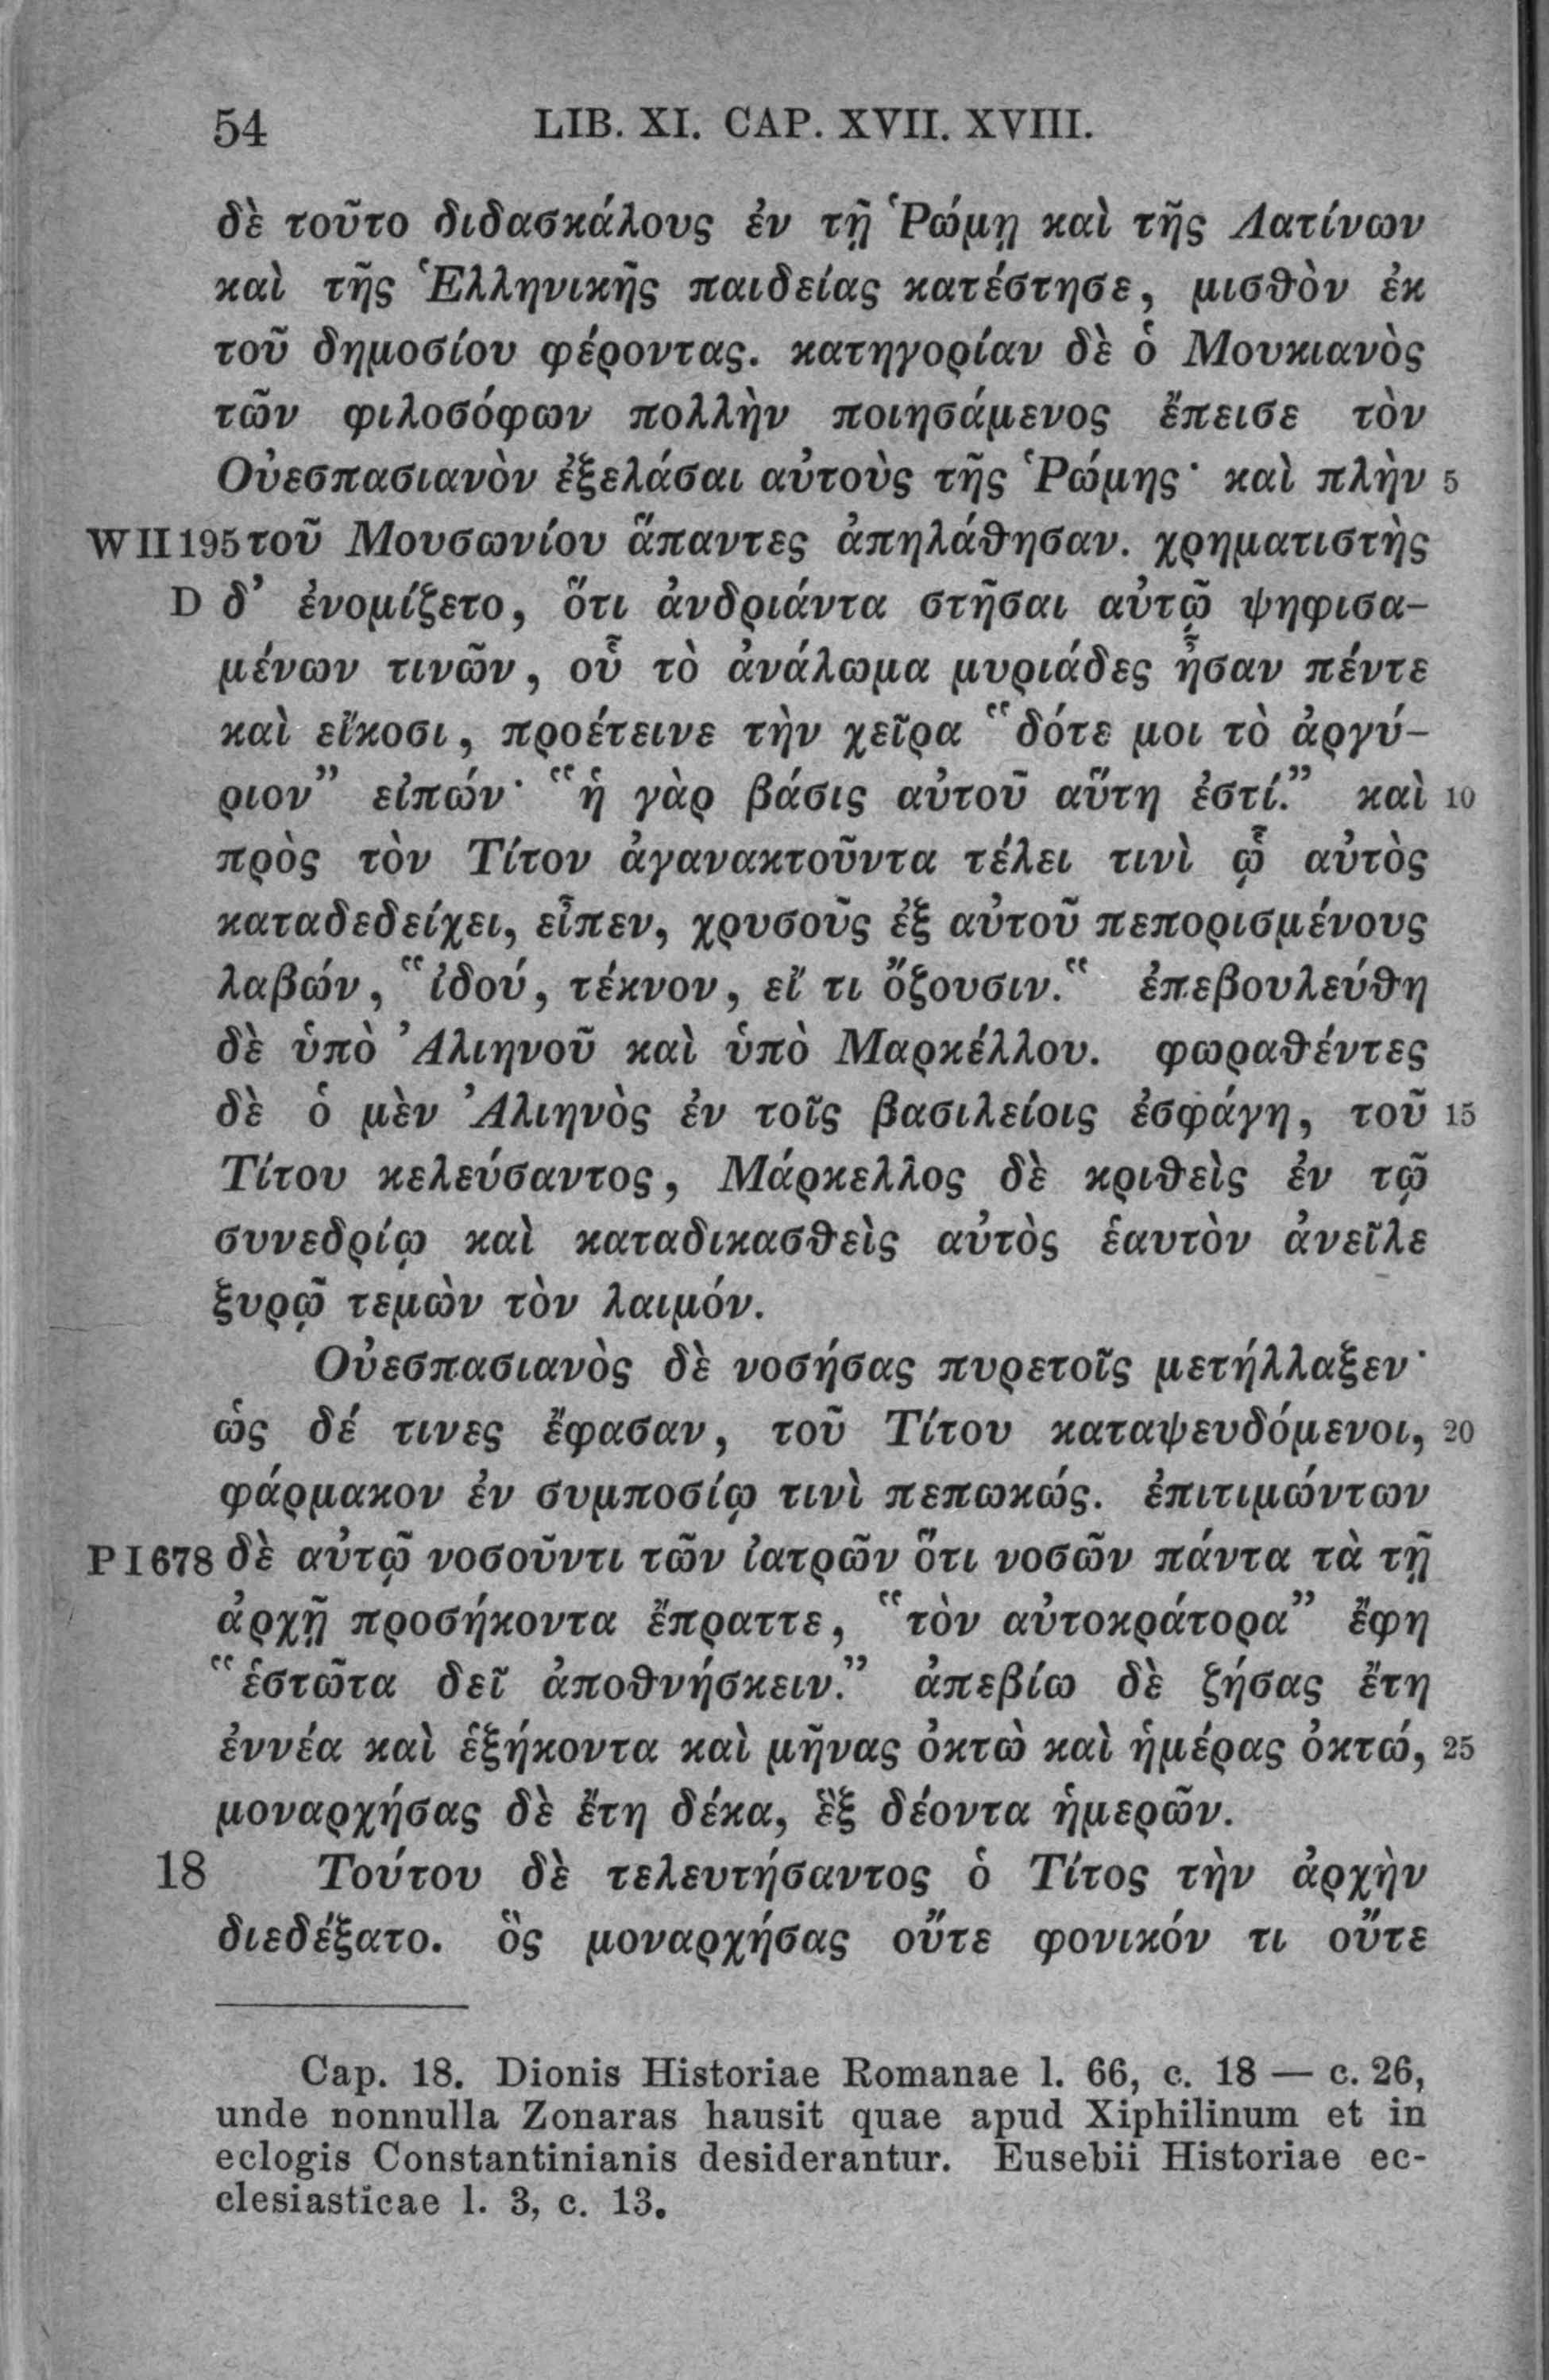 54 LIB. XI. CAP. XVII. XVIII.
δὲ τοῦτο διδασκάλους ἐν τῇ Ῥώμῃ καὶ τῆς Λατίνων
καὶ τῆς Ἑλληνικῆς παιδείας κατέστησε, μισθὸν ἐκ
τοῦ δημοσίου φέροντας. κατηγορίαν δὲ ὁ Μουκιανὸς
τῶν φιλοσόφων πολλὴν ποιησάμενος ἔπεισε τὸν
Οὐεσπασιανὸν ἐξελάσαι αὐτοὺς τῆς Ῥώμης· καὶ πλὴν 5
W II 195 τοῦ Μουσωνίου ἅπαντες ἀπηλάθησαν. χρηματιστὴς
D δ’ ἐνομίζετο, ὅτι ἀνδριάντα στῆσαι αὐτῷ ψηφισα-
μένων τινῶν, οὗ τὸ ἀνάλωμα μυριάδες ἦσαν πέντε
καὶ εἴκοσι, προέτεινε τὴν χεῖρα “δότε μοι τὸ ἀργύ-
ριον” εἰπών· “ἡ γὰρ βάσις αὐτοῦ αὕτη ἐστί.” καὶ 10
πρὸς τὸν Τίτον ἀγανακτοῦντα τέλει τινὶ ᾧ αὐτὸς
καταδεδείχει, εἶπεν, χρυσοῦς ἐξ αὐτοῦ πεπορισμένους
λαβών, “ἰδού, τέκνον, εἴ τι ὄζουσιν.“ ἐπεβουλεύθη
δὲ ὑπὸ Ἀλιηνοῦ καὶ ὑπὸ Μαρκέλλου. φωραθέντες
δὲ ὁ μὲν Ἀλιηνὸς ἐν τοῖς βασιλείοις ἐσφάγη, τοῦ 15
Τίτου κελεύσαντος, Μάρκελλος δὲ κριθεὶς ἐν τῷ
συνεδρίῳ καὶ καταδικασθεὶς αὐτὸς ἑαυτὸν ἀνεῖλε
ξυρῷ τεμὼν τὸν λαιμόν.
Οὐεσπασιανὸς δὲ νοσήσας πυρετοῖς μετήλλαξεν·
ὡς δέ τινες ἔφασαν, τοῦ Τίτου καταψευδόμενοι, 20
φάρμακον ἐν συμποσίῳ τινὶ πεπωκώς. ἐπιτιμώντων
P I 678 δὲ αὐτῷ νοσοῦντι τῶν ἰατρῶν ὅτι νοσῶν πάντα τὰ τῇ
ἀρχῇ προσήκοντα ἔπραττε, “τὸν αὐτοκράτορα” ἔφη
“ἑστῶτα δεῖ ἀποθνήσκειν.” ἀπεβίω δὲ ζήσας ἔτη
ἐννέα καὶ ἑξήκοντα καὶ μῆνας ὀκτὼ καὶ ἡμέρας ὀκτώ, 25
μοναρχήσας δὲ ἔτη δέκα, ἓξ δέοντα ἡμερῶν.
18 Τούτου δὲ τελευτήσαντος ὁ Τίτος τὴν ἀρχὴν
διεδέξατο. ὃς μοναρχήσας οὔτε φονικόν τι οὔτε
Cap. 18. Dionis Historiae Romanae l. 66, c. 18 — c. 26,
unde nonnulla Zonaras hausit quae apud Xiphilinum et in
eclogis Constantinianis desiderantur. Eusebii Historiae ec-
clesiasticae l. 3, c. 13.